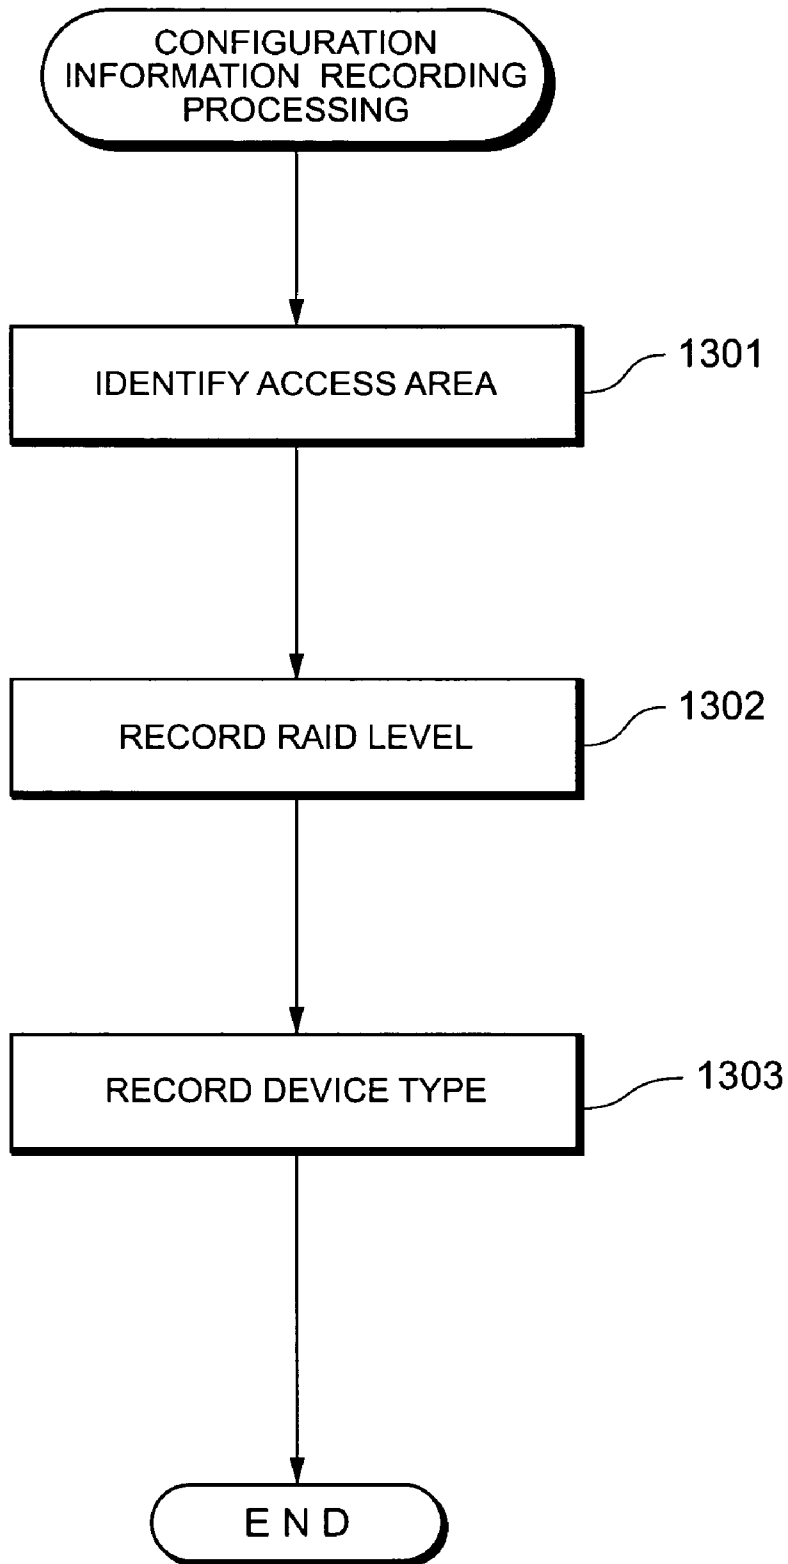 CONFIGURATION
INFORMATION RECORDING
PROCESSING
IDENTIFY ACCESS AREA
1301
RECORD RAID LEVEL
1302
RECORD DEVICE TYPE
1303
END